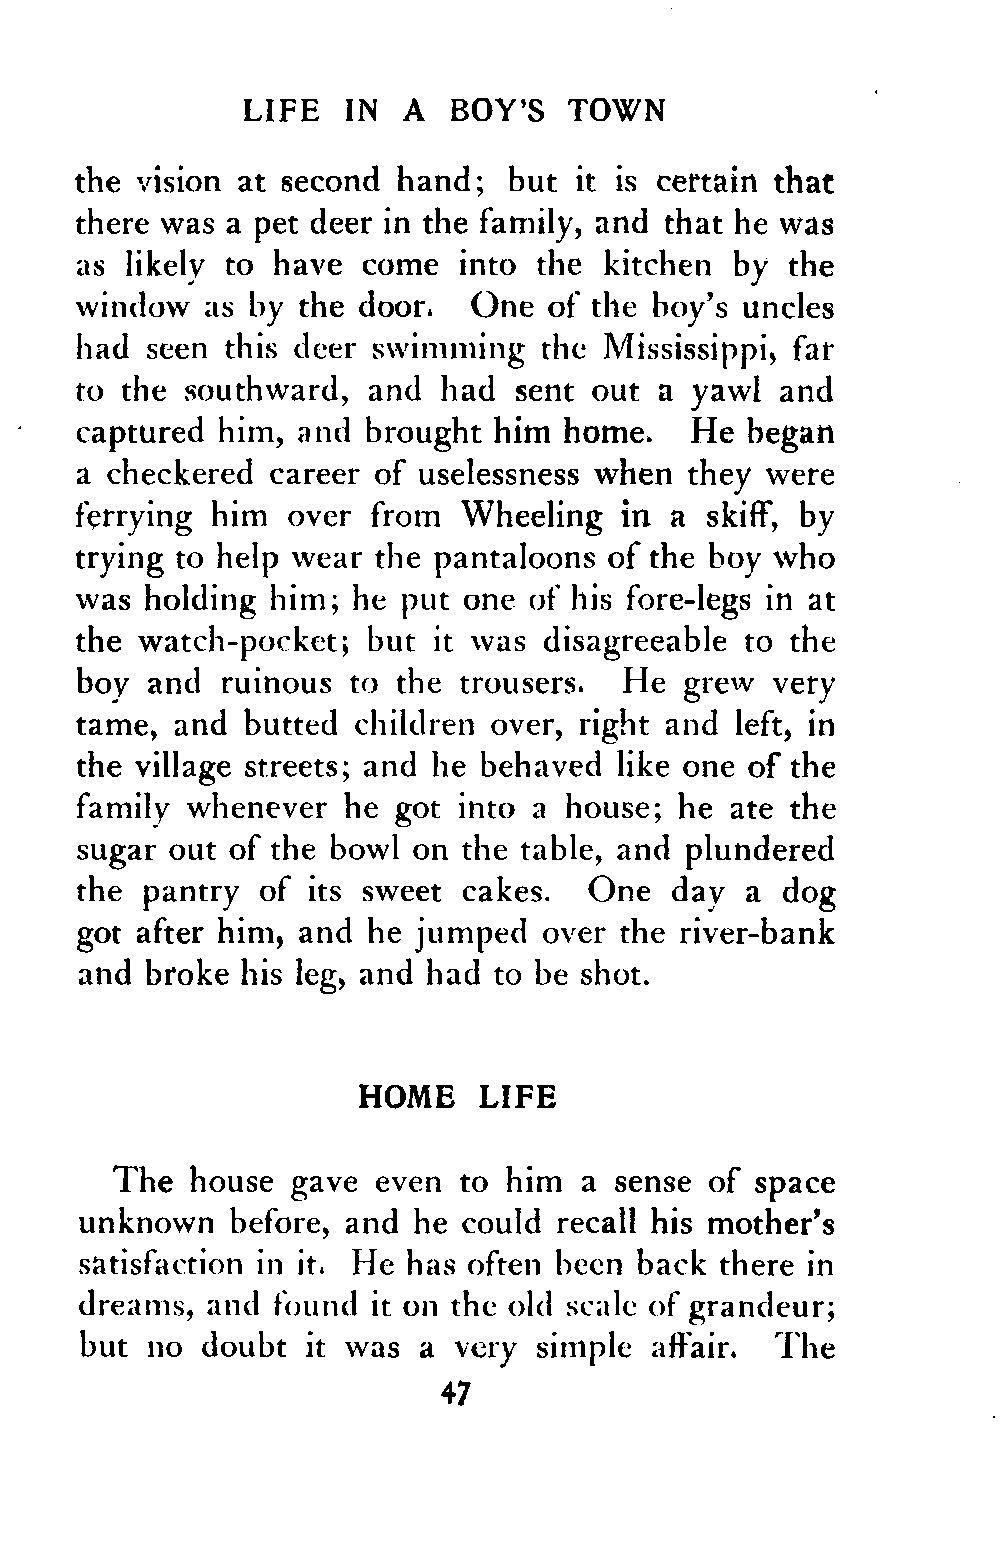 LIFE IN A BOY'S TOWN
the vision at second hand; but it is certain that
there was a pet deer in the family, and that he was
as likely to have come into the kitchen by the
window as by the door. One of the boy's uncles
had seen this deer swimming the Mississippi, far
to the southward, and had sent out a yawl and
captured him, and brought him home. He began
a checkered career of uselessness when they were
ferrying him over from Wheeling in a skiff, by
trying to help wear the pantaloons of the boy who
was holding him; he put one of his fore-legs in at
the watch-pocket; but it was disagreeable to the
boy and ruinous to the trousers. He grew very
tame, and butted children over, right and left, in
the village streets; and he behaved like one of the
family whenever he got into a house; he ate the
sugar out of the bowl on the table, and plundered
the pantry of its sweet cakes. One day a dog
got after him, and he jumped over the river-bank
and broke his leg, and had to be shot.
HOME LIFE
The house gave even to him a sense of space
unknown before, and he could recall his mother's
satisfaction in it. He has often been back there in
dreams, and found it on the old scale of grandeur;
but no doubt it was a very simple affair. The
47